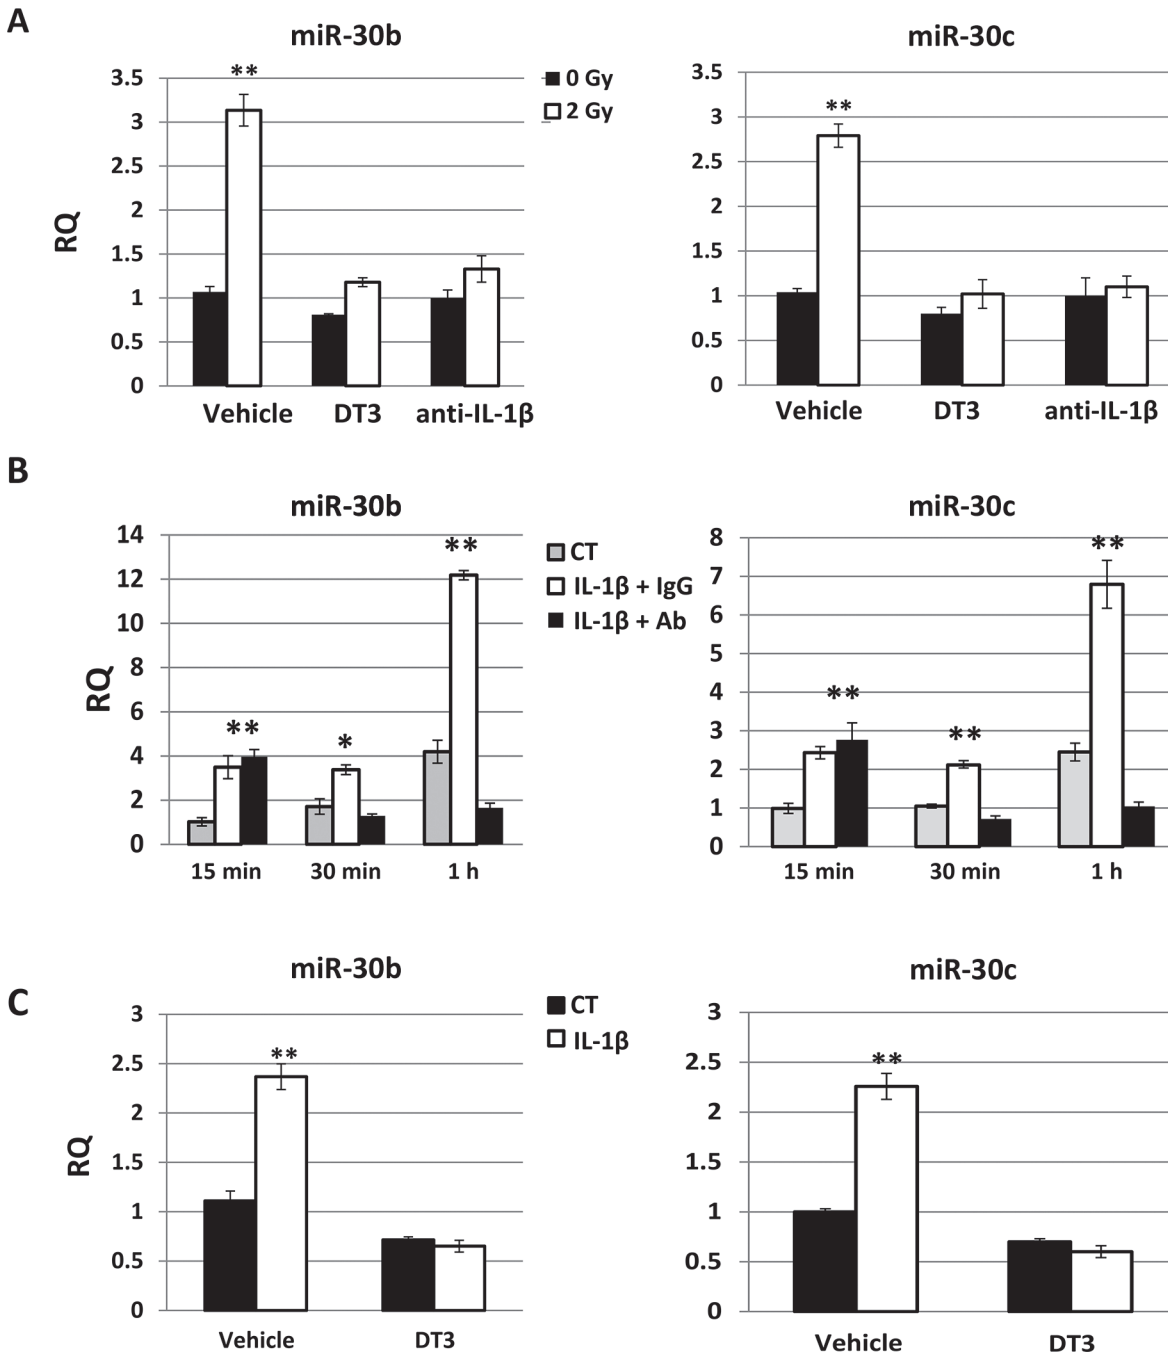 A
miR-30b
3.5
3
2.5
2
1.5
1
0.5
0
RQ
**
0 Gy
2 Gy
Vehicle DT3 anti-IL-1β
miR-30c
3.5
3
2.5
2
1.5
1
0.5
0
**
Vehicle DT3 anti-IL-1β
B
miR-30b
14
12
10
8
6
4
2
0
RQ
** * **
CT
IL-1β + IgG
IL-1β + Ab
15 min 30 min 1 h
miR-30c
8
7
6
5
4
3
2
1
0
** ** **
15 min 30 min 1 h
C
miR-30b
3
2.5
2
1.5
1
0.5
0
RQ
**
CT
IL-1β
Vehicle DT3
miR-30c
3
2.5
2
1.5
1
0.5
0
**
Vehicle DT3